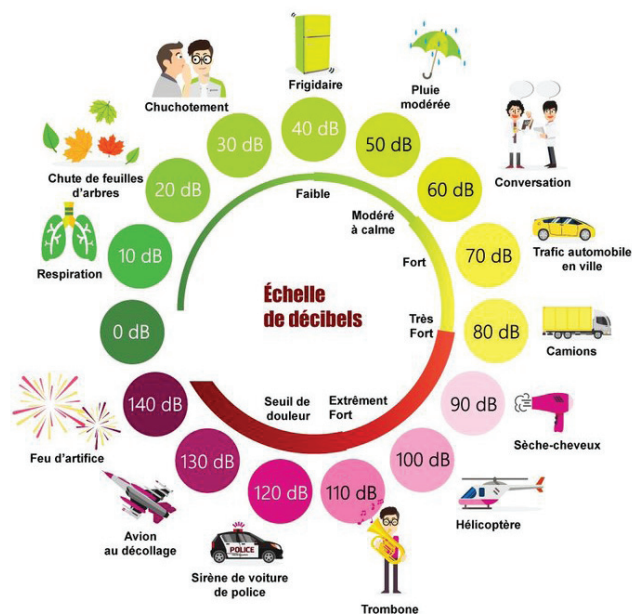 Échelle
de décibels
0 dB
10 dB
Respiration
20 dB
Chute de feuilles
d'arbres
30 dB
Chuchotement
40 dB
Frigidaire
50 dB
Pluie
modérée
60 dB
Conversation
70 dB
Trafic automobile
en ville
80 dB
Camions
90 dB
Sèche-cheveux
100 dB
Hélicoptère
110 dB
Trombone
120 dB
POLICE
Sirène de voiture
de police
130 dB
Avion
au décollage
140 dB
Feu d'artifice
Faible
Modéré
à calme
Fort
Très
Fort
Extrêment
Fort
Seuil de
douleur